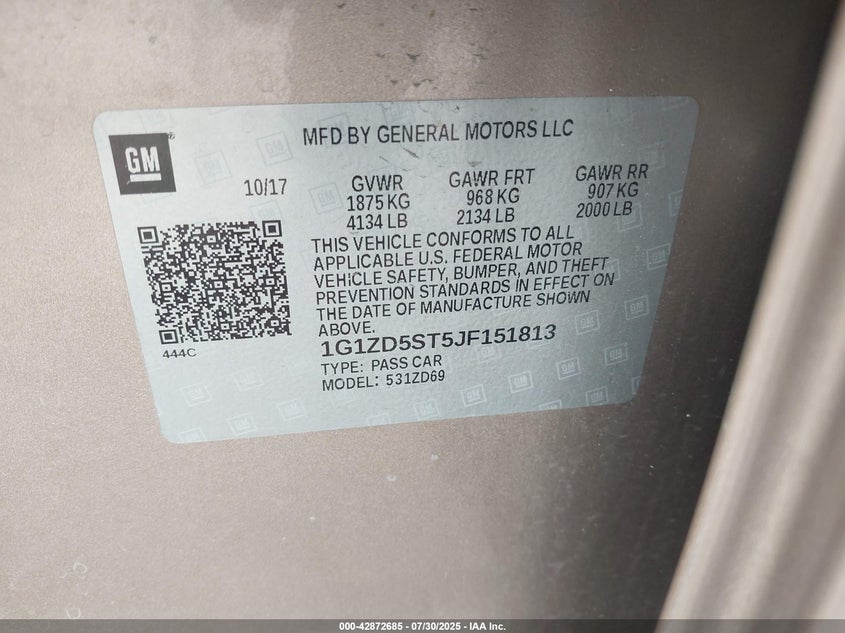 GM
MFD BY GENERAL MOTORS LLC
10/17
GVWR
1875 KG
4134 LB
GAWR FRT
968 KG
2134 LB
GAWR RR
907 KG
2000 LB
THIS VEHICLE CONFORMS TO ALL
APPLICABLE U.S. FEDERAL MOTOR
VEHICLE SAFETY, BUMPER, AND THEFT
PREVENTION STANDARDS IN EFFECT ON
THE DATE OF MANUFACTURE SHOWN
ABOVE.
444C
1G1ZD5ST5JF151813
TYPE: PASS CAR
MODEL: 531ZD69
000-42872685 - 07/30/2025 - IAA Inc.